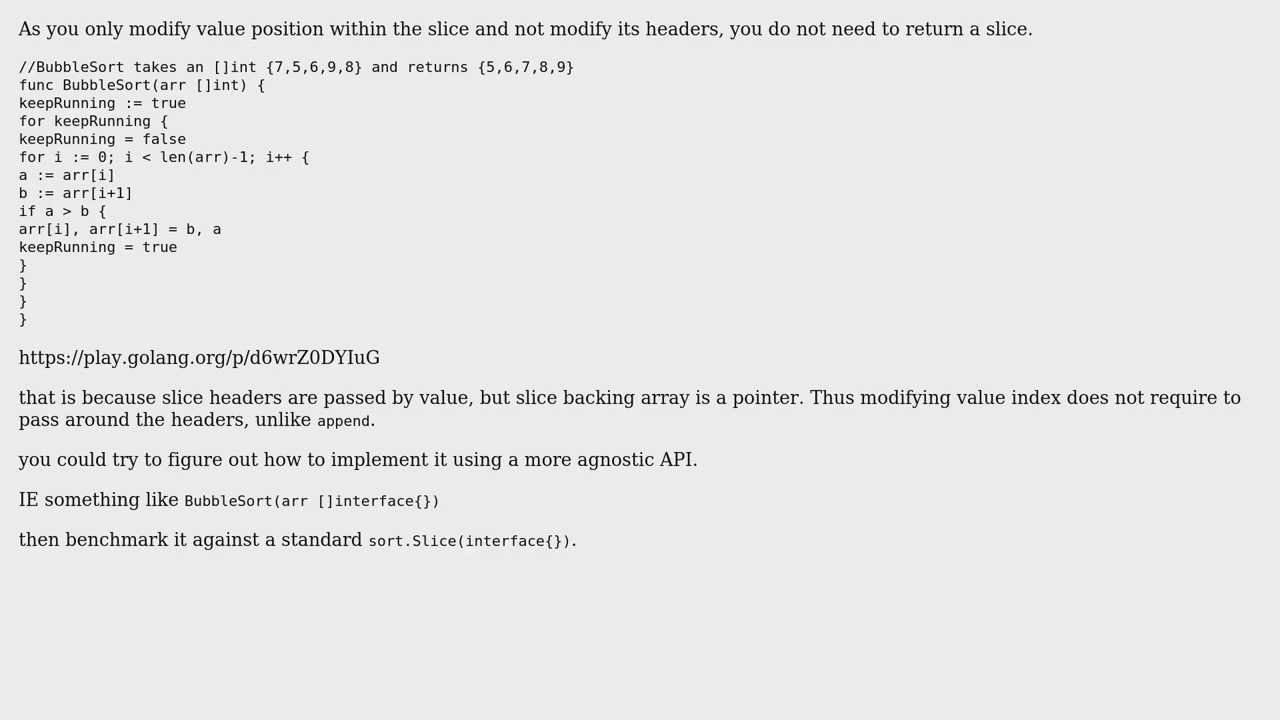 As you only modify value position within the slice and not modify its headers, you do not need to return a slice.
//BubbleSort takes an []int {7,5,6,9,8} and returns {5,6,7,8,9}
func BubbleSort(arr []int) {
keepRunning := true
for keepRunning {
keepRunning = false
for i := 0; i < len(arr)-1; i++ {
a := arr[i]
b := arr[i+1]
if a > b {
arr[i], arr[i+1] = b, a
keepRunning = true
}
}
}
}
https://play.golang.org/p/d6wrZ0DYIuG
that is because slice headers are passed by value, but slice backing array is a pointer. Thus modifying value index does not require to
pass around the headers, unlike append.
you could try to figure out how to implement it using a more agnostic API.
IE something like BubbleSort(arr []interface{})
then benchmark it against a standard sort.Slice(interface{}).